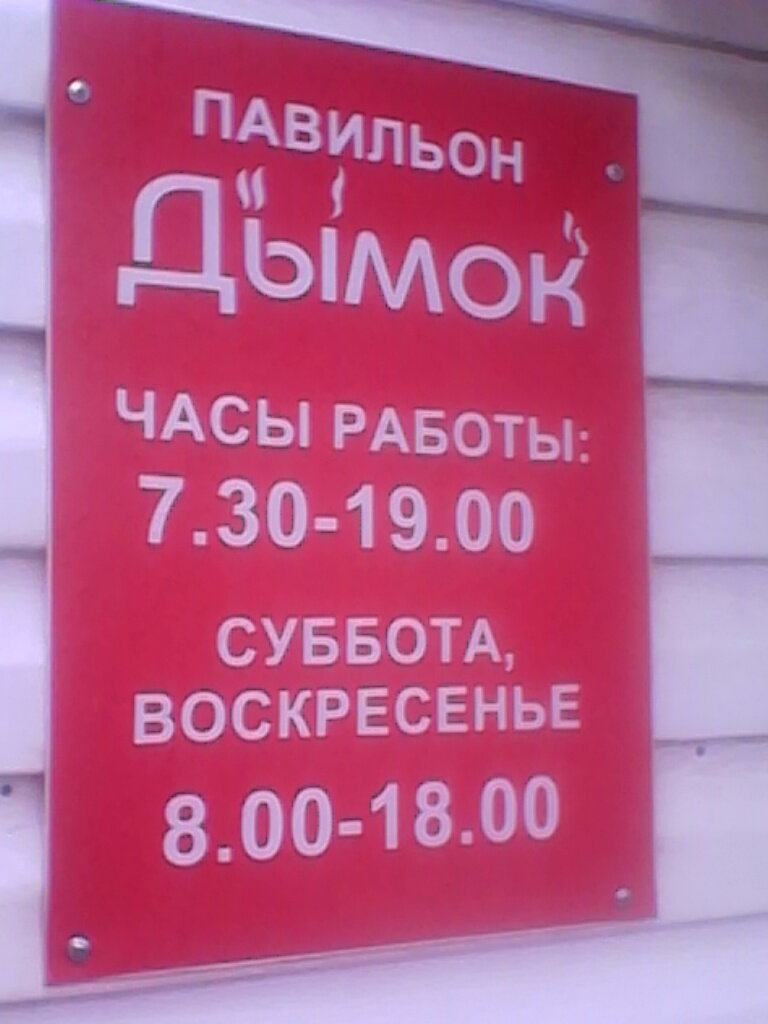 ПАВИЛЬОН
Дымок
ЧАСЫ РАБОТЫ:
7.30-19.00
СУББОТА,
ВОСКРЕСЕНЬЕ
8.00-18.00